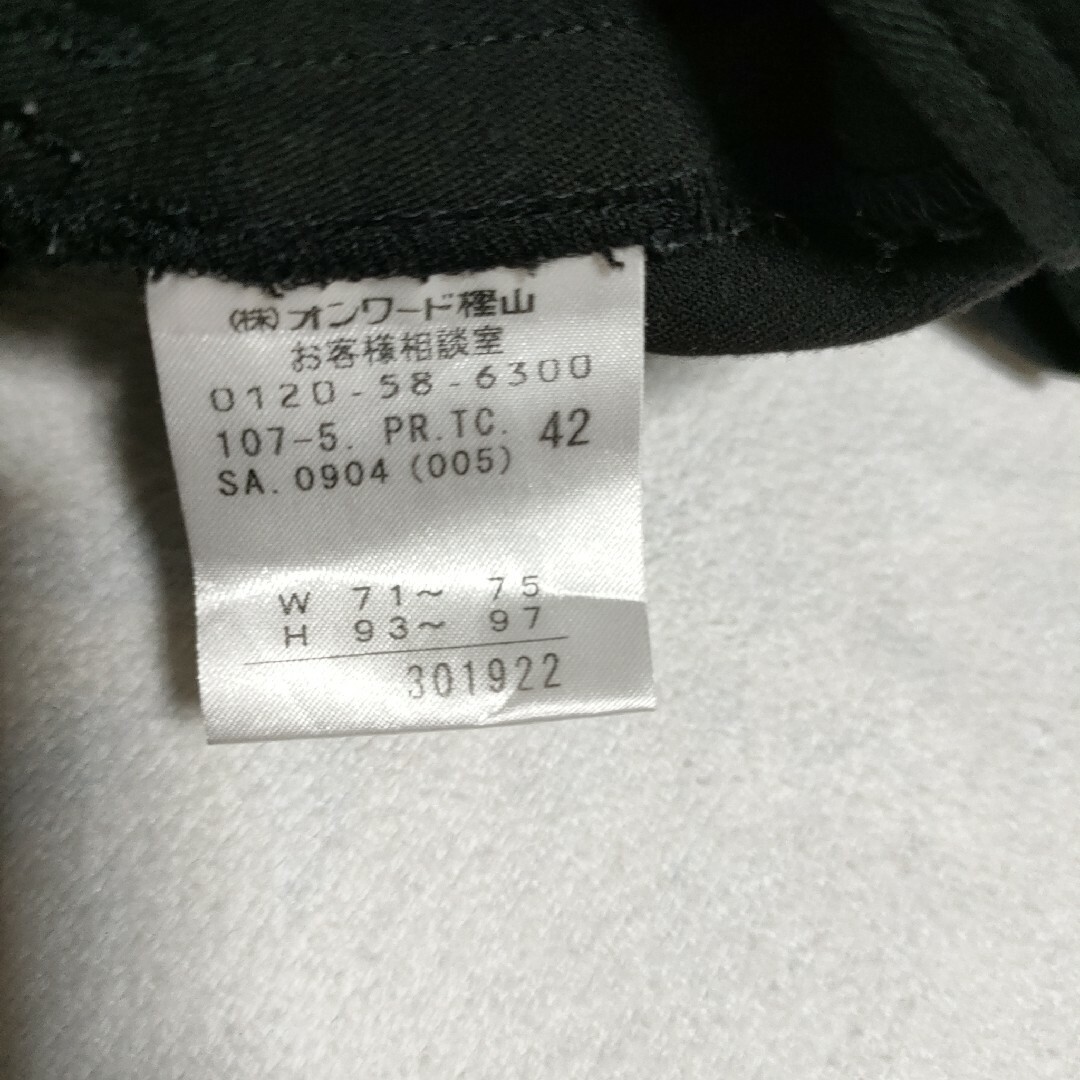 (株)オンワード樫山
お客様相談室
0120-58-6300
107-5. PR.TC. 42
SA.0904(005)
W 71~ 75
H 93~ 97
301922